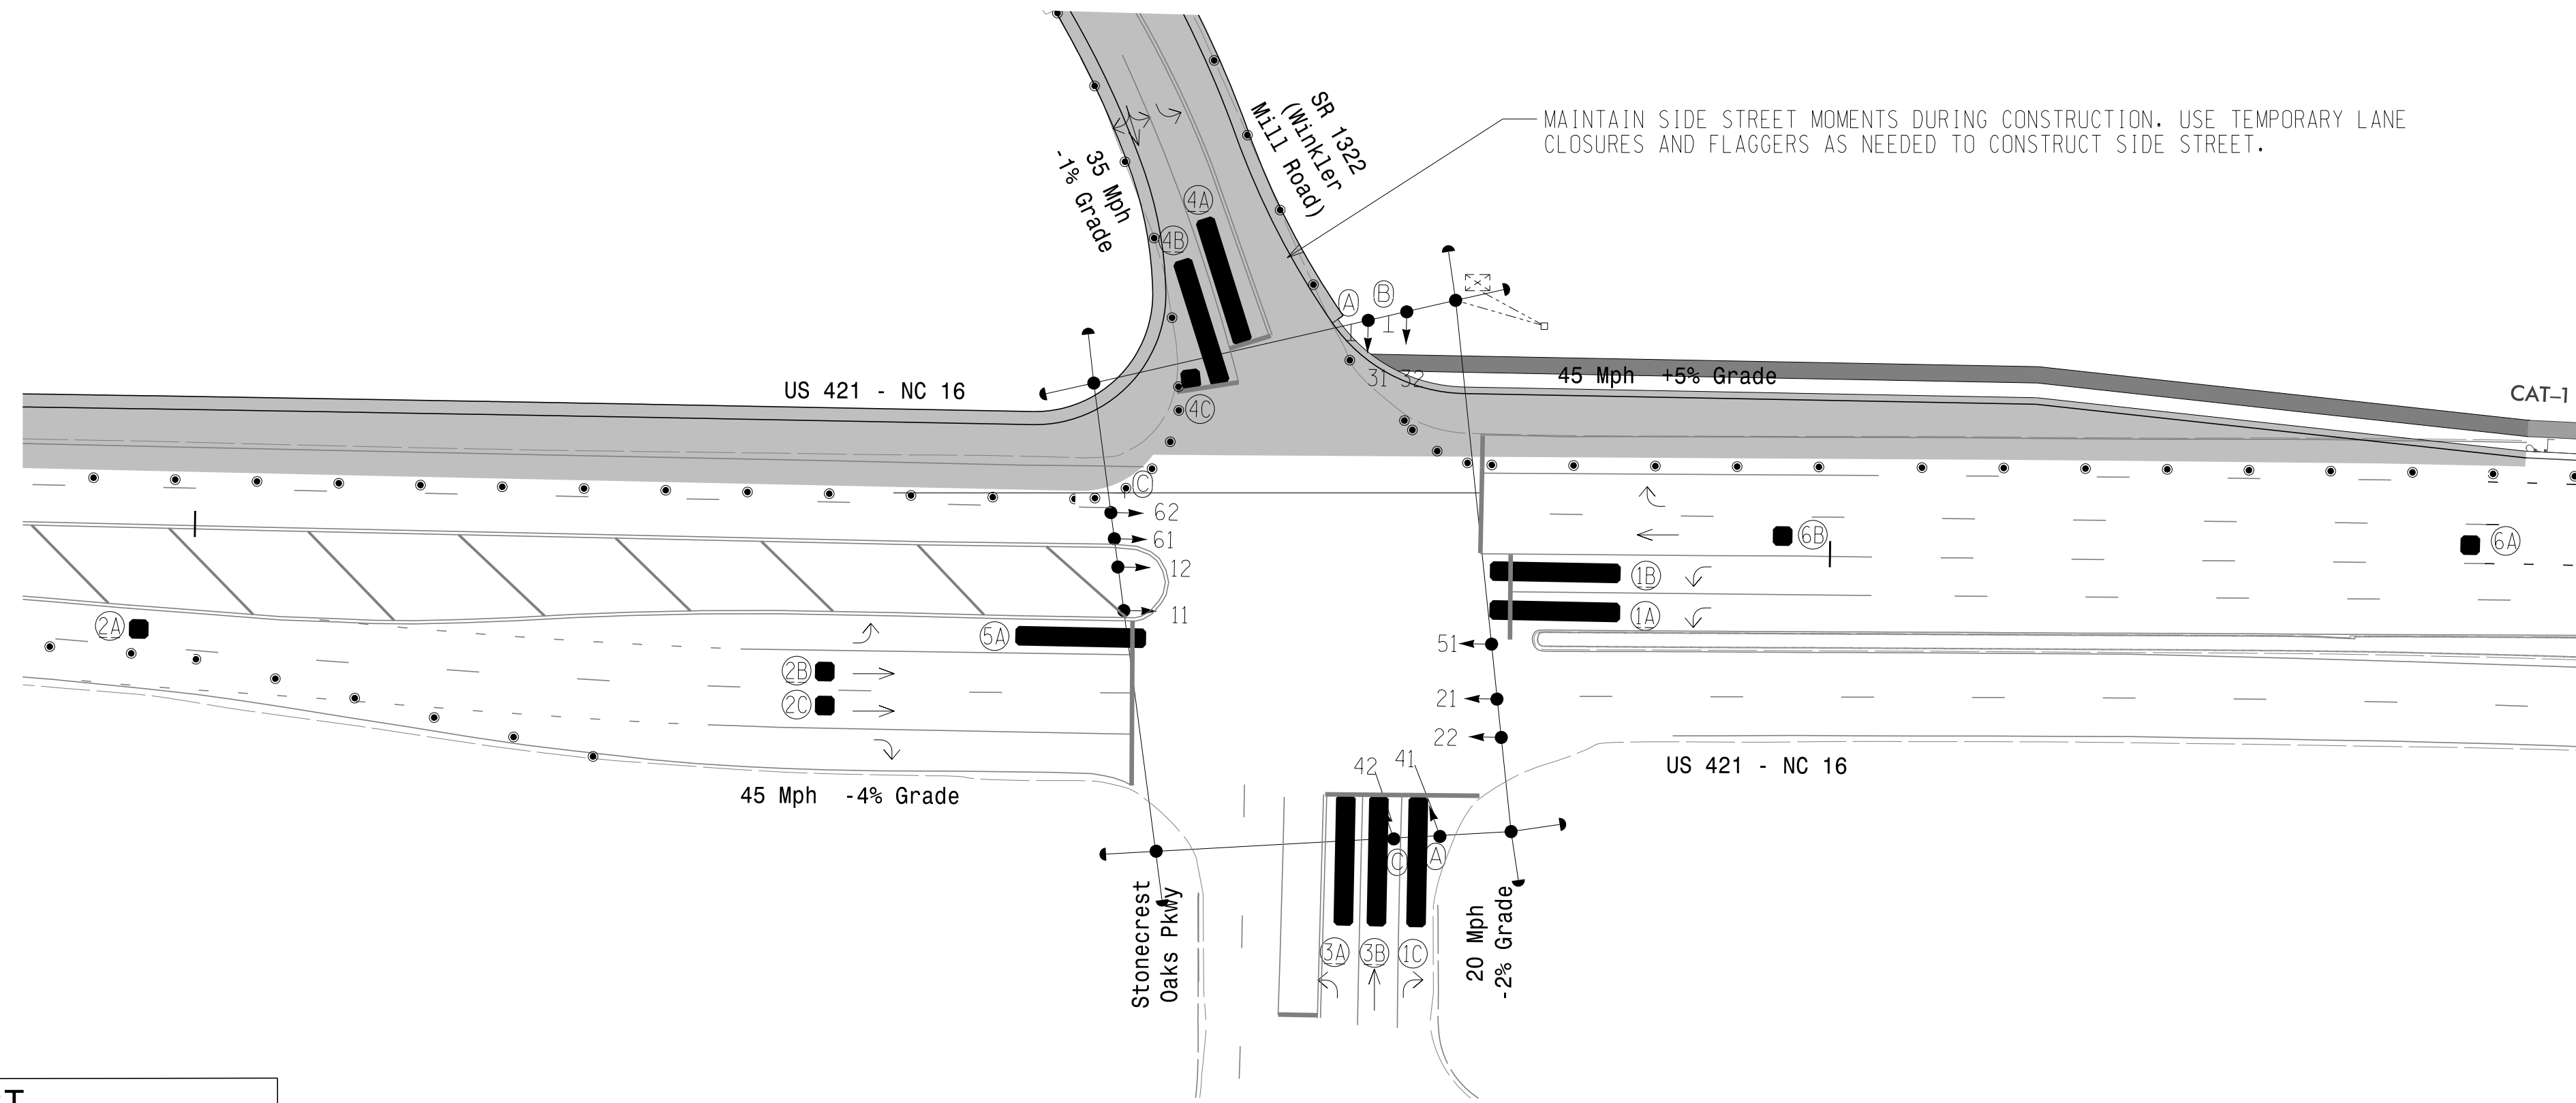 MAINTAIN SIDE STREET MOMENTS DURING CONSTRUCTION. USE TEMPORARY LANE
CLOSURES AND FLAGGERS AS NEEDED TO CONSTRUCT SIDE STREET.
SR 1322
(Winkler
Mill Road)
35 Mph
-1% Grade
4A
4B
4C
A
B
31 32
US 421 - NC 16
45 Mph +5% Grade
CAT-1
C
62
61
12
11
6B
6A
1B
1A
2A
5A
2B
2C
51
21
22
45 Mph -4% Grade
US 421 - NC 16
42
41
C
A
Stonecrest
Oaks Pkwy
20 Mph
-2% Grade
3A
3B
1C
T